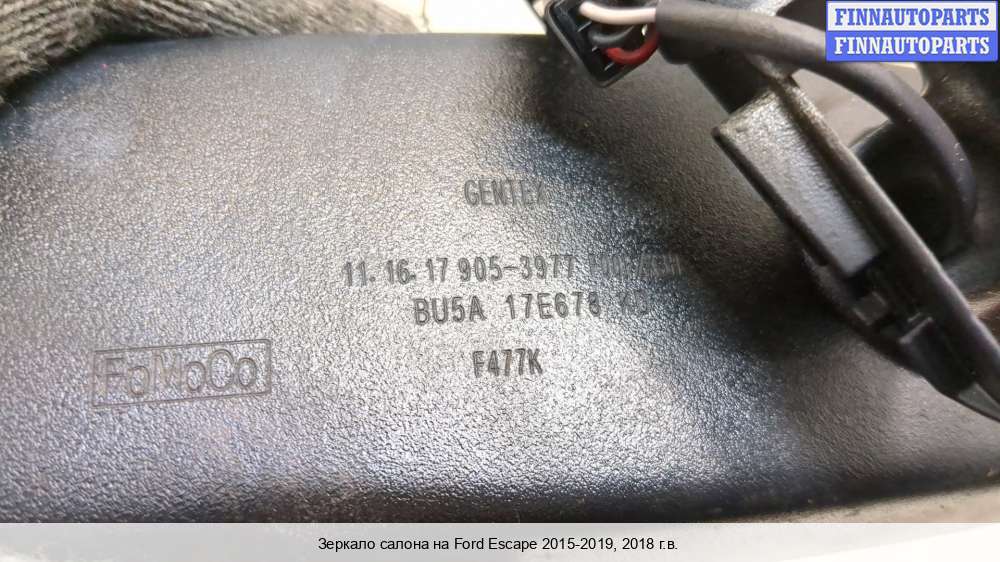 FINNAUTOPARTS
FINNAUTOPARTS
GENTEX
11.16.17 905-3977
BU5A 17E678
F477K
FoMoCo
Зеркало салона на Ford Escape 2015-2019, 2018 г.в.